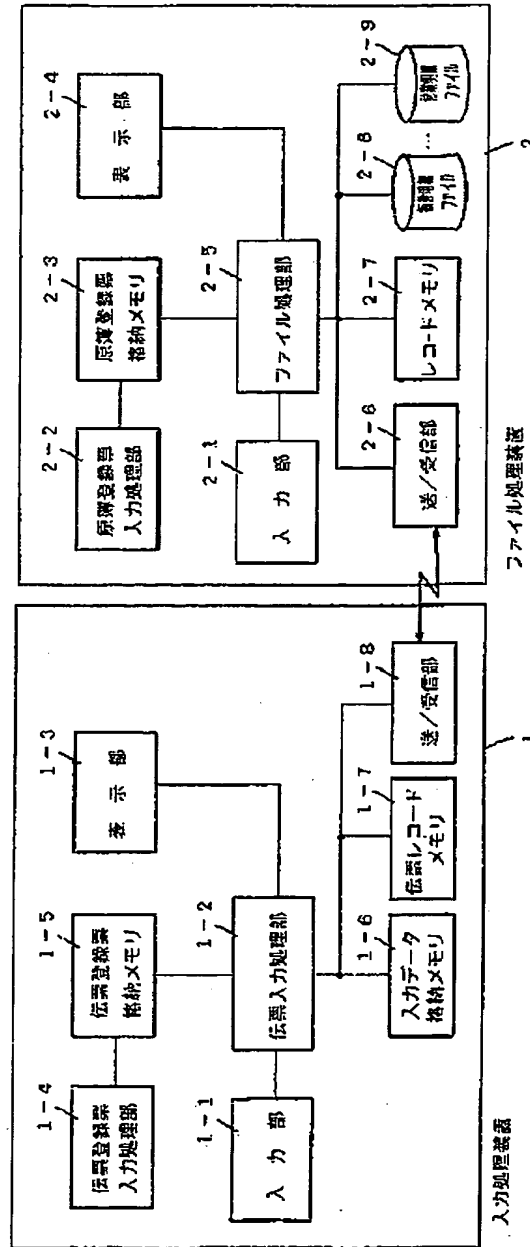 1-4
伝票登録票
入力処理部
1-5
伝票登録票
格納メモリ
1-3
表示部
1-1
入力部
1-2
伝票入力処理部
1-6
入力データ
格納メモリ
1-7
伝票レコード
メモリ
1-8
送/受信部
1
入力処理装置
2-2
原簿登録票
入力処理部
2-3
原簿登録票
格納メモリ
2-4
表示部
2-1
入力部
2-5
ファイル処理部
2-6
送/受信部
2-7
レコードメモリ
2-8
ファイル
...
2-9
ファイル
2
ファイル処理装置